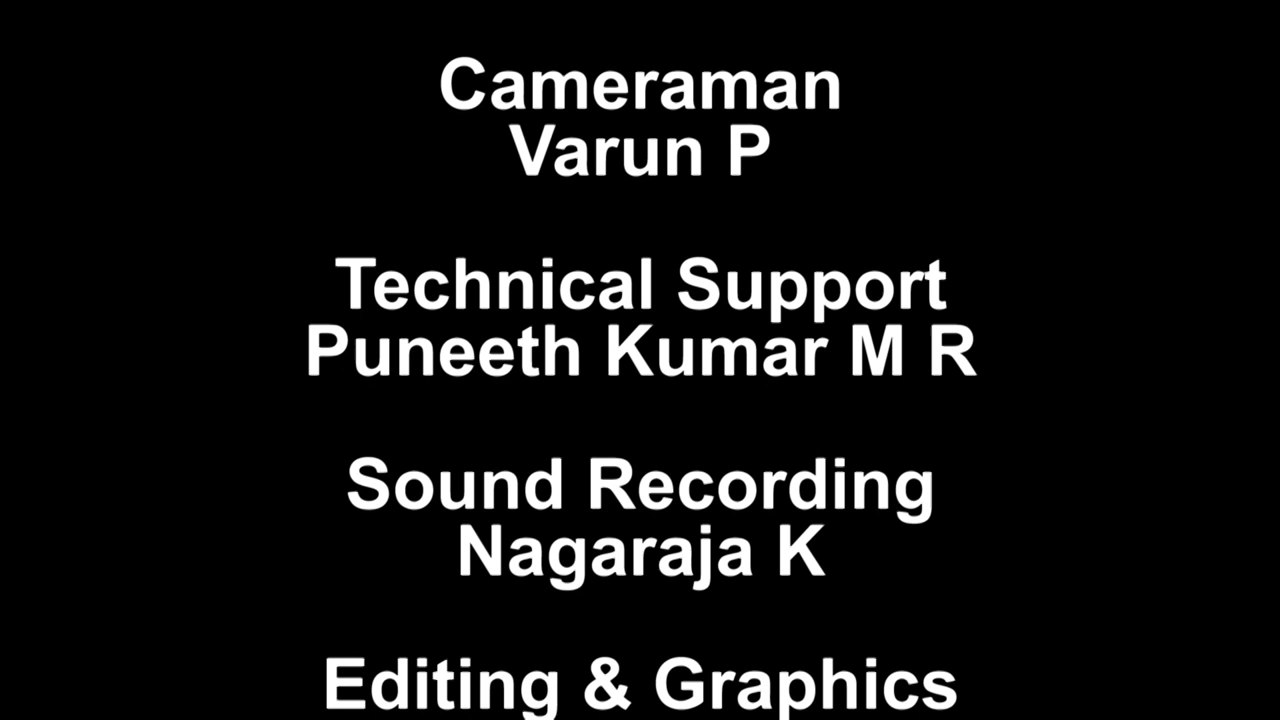 Cameraman
Varun P
Technical Support
Puneeth Kumar M R
Sound Recording
Nagaraja K
Editing & Graphics